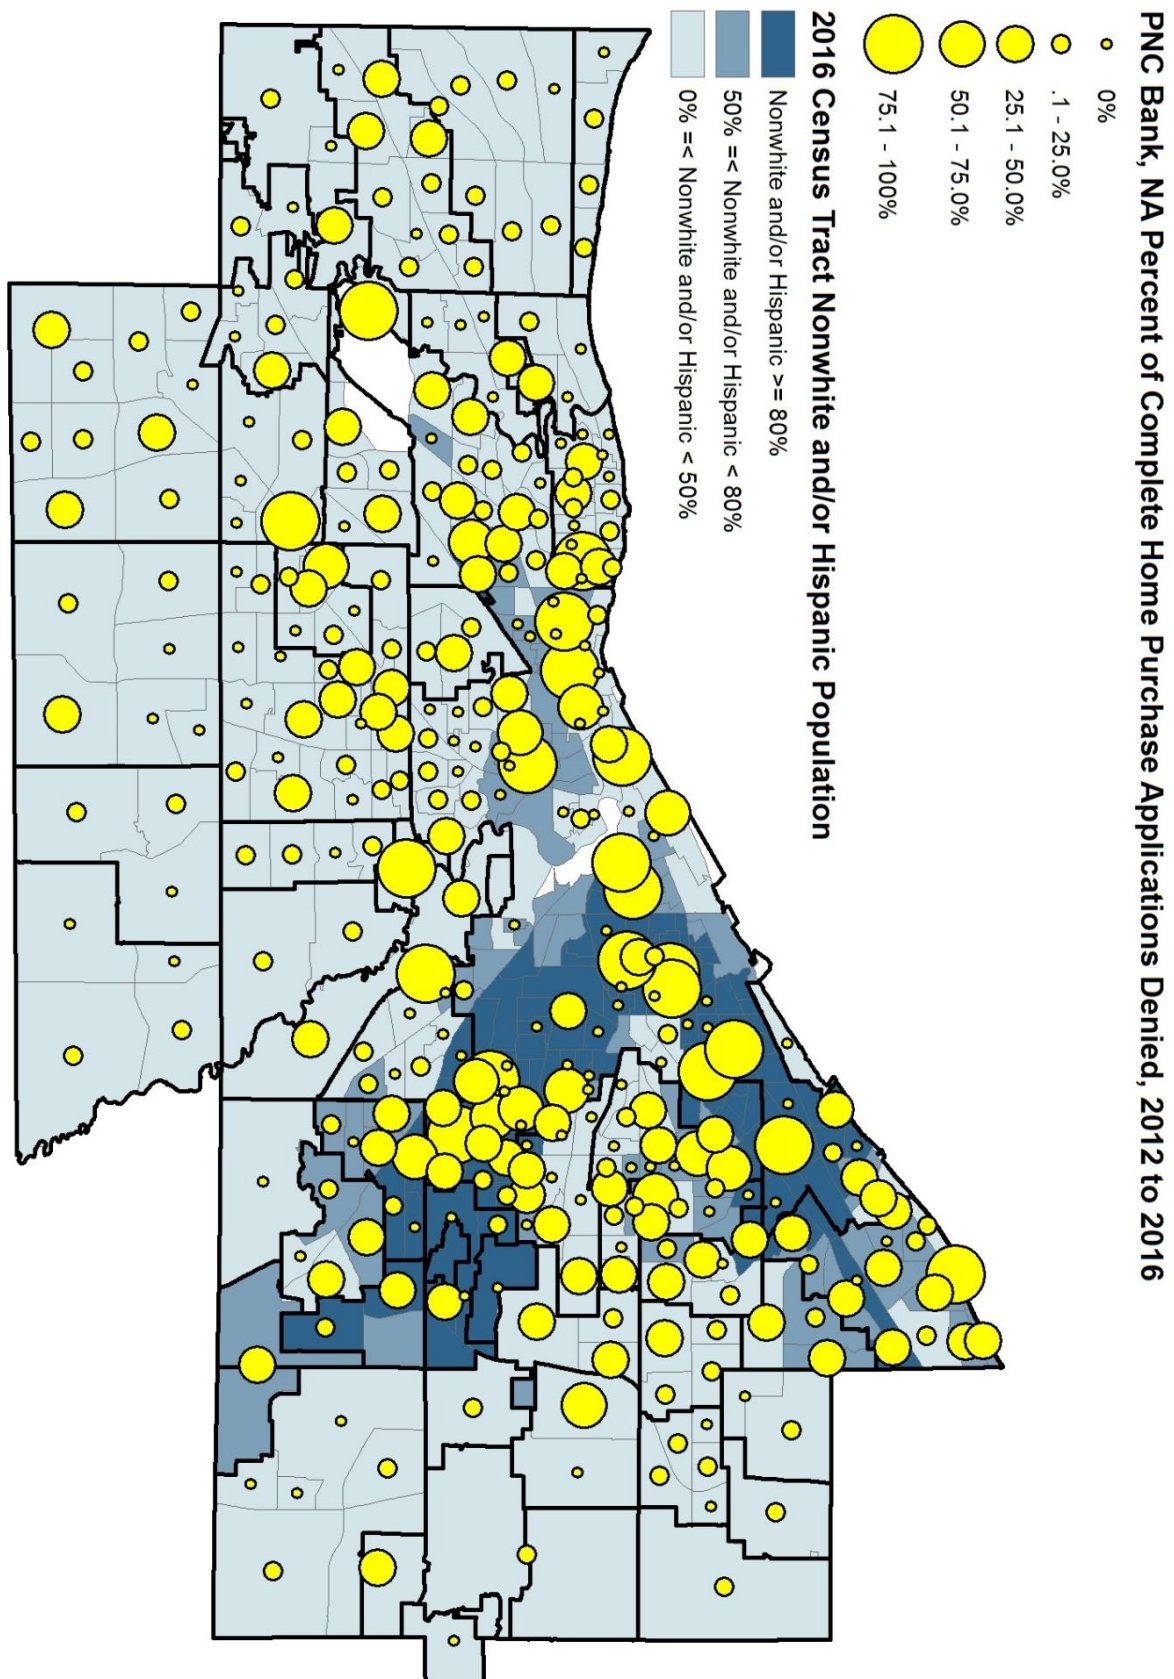 PNC Bank, NA Percent of Complete Home Purchase Applications Denied, 2012 to 2016
0%
.1 - 25.0%
25.1 - 50.0%
50.1 - 75.0%
75.1 - 100%
2016 Census Tract Nonwhite and/or Hispanic Population
Nonwhite and/or Hispanic >= 80%
50% =< Nonwhite and/or Hispanic < 80%
0% =< Nonwhite and/or Hispanic < 50%